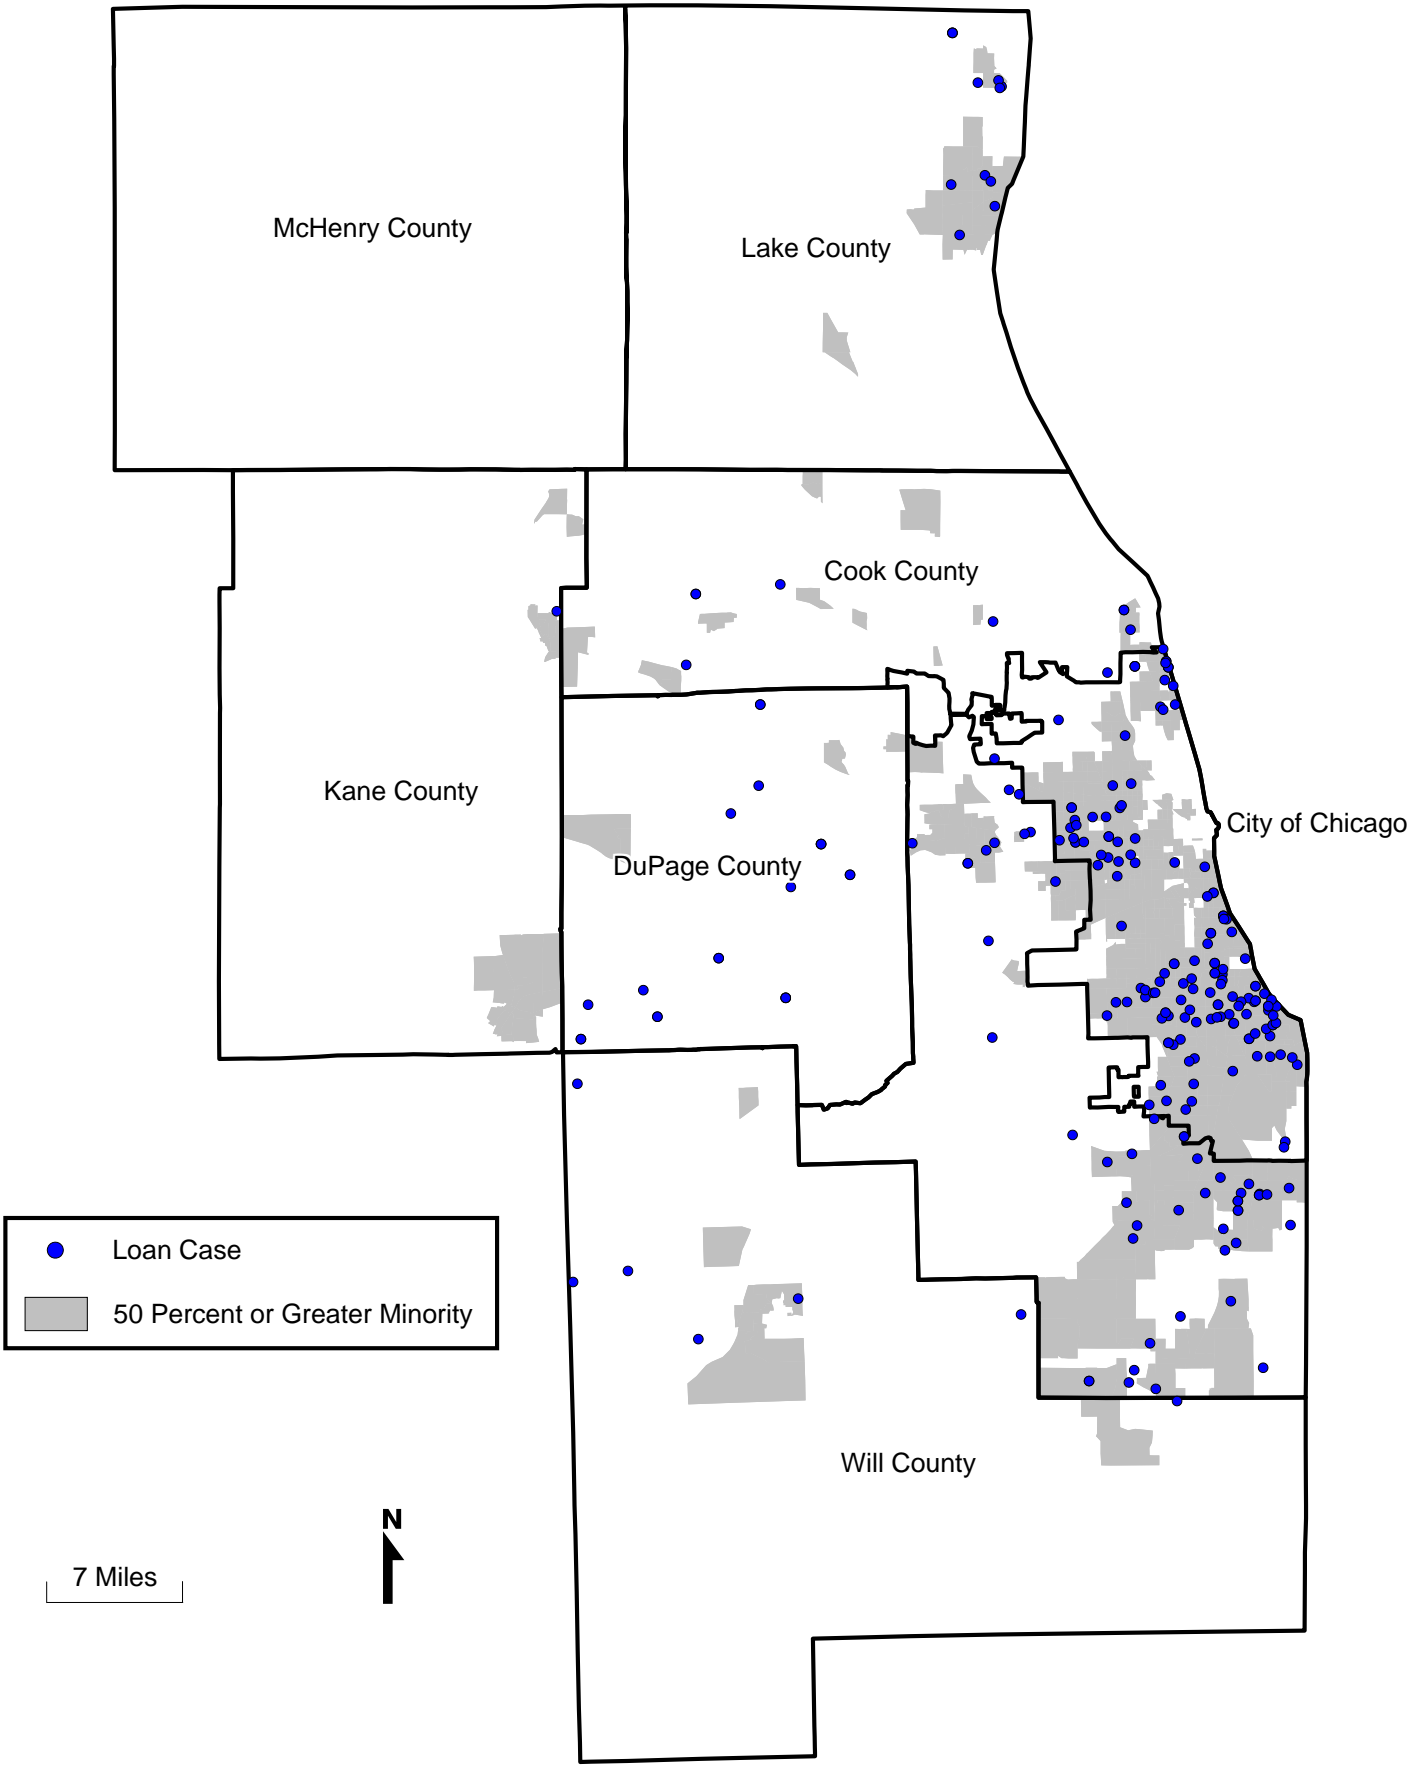 McHenry County
Lake County
Cook County
Kane County
City of Chicago
DuPage County
Loan Case
50 Percent or Greater Minority
Will County
N
7 Miles